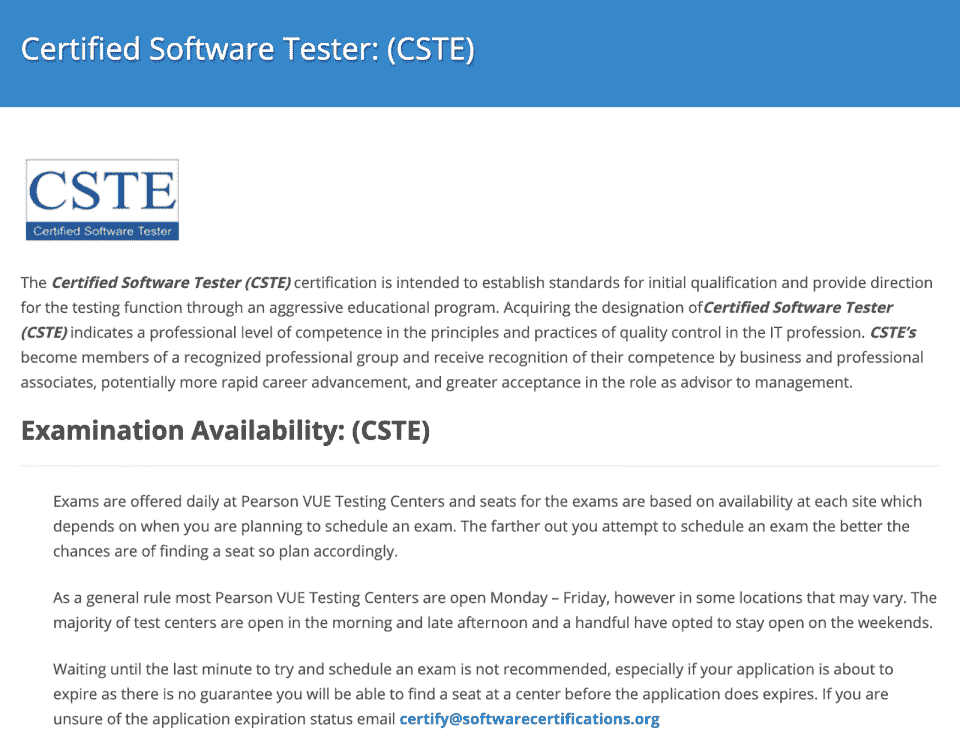 Certified Software Tester: (CSTE)
CSTE
Certified Software Tester
The Certified Software Tester (CSTE) certification is intended to establish standards for initial qualification and provide direction
for the testing function through an aggressive educational program. Acquiring the designation ofCertified Software Tester
(CSTE) indicates a professional level of competence in the principles and practices of quality control in the IT profession. CSTE’s
become members of a recognized professional group and receive recognition of their competence by business and professional
associates, potentially more rapid career advancement, and greater acceptance in the role as advisor to management.
Examination Availability: (CSTE)
Exams are offered daily at Pearson VUE Testing Centers and seats for the exams are based on availability at each site which
depends on when you are planning to schedule an exam. The farther out you attempt to schedule an exam the better the
chances are of finding a seat so plan accordingly.
As a general rule most Pearson VUE Testing Centers are open Monday – Friday, however in some locations that may vary. The
majority of test centers are open in the morning and late afternoon and a handful have opted to stay open on the weekends.
Waiting until the last minute to try and schedule an exam is not recommended, especially if your application is about to
expire as there is no guarantee you will be able to find a seat at a center before the application does expires. If you are
unsure of the application expiration status email certify@softwarecertifications.org